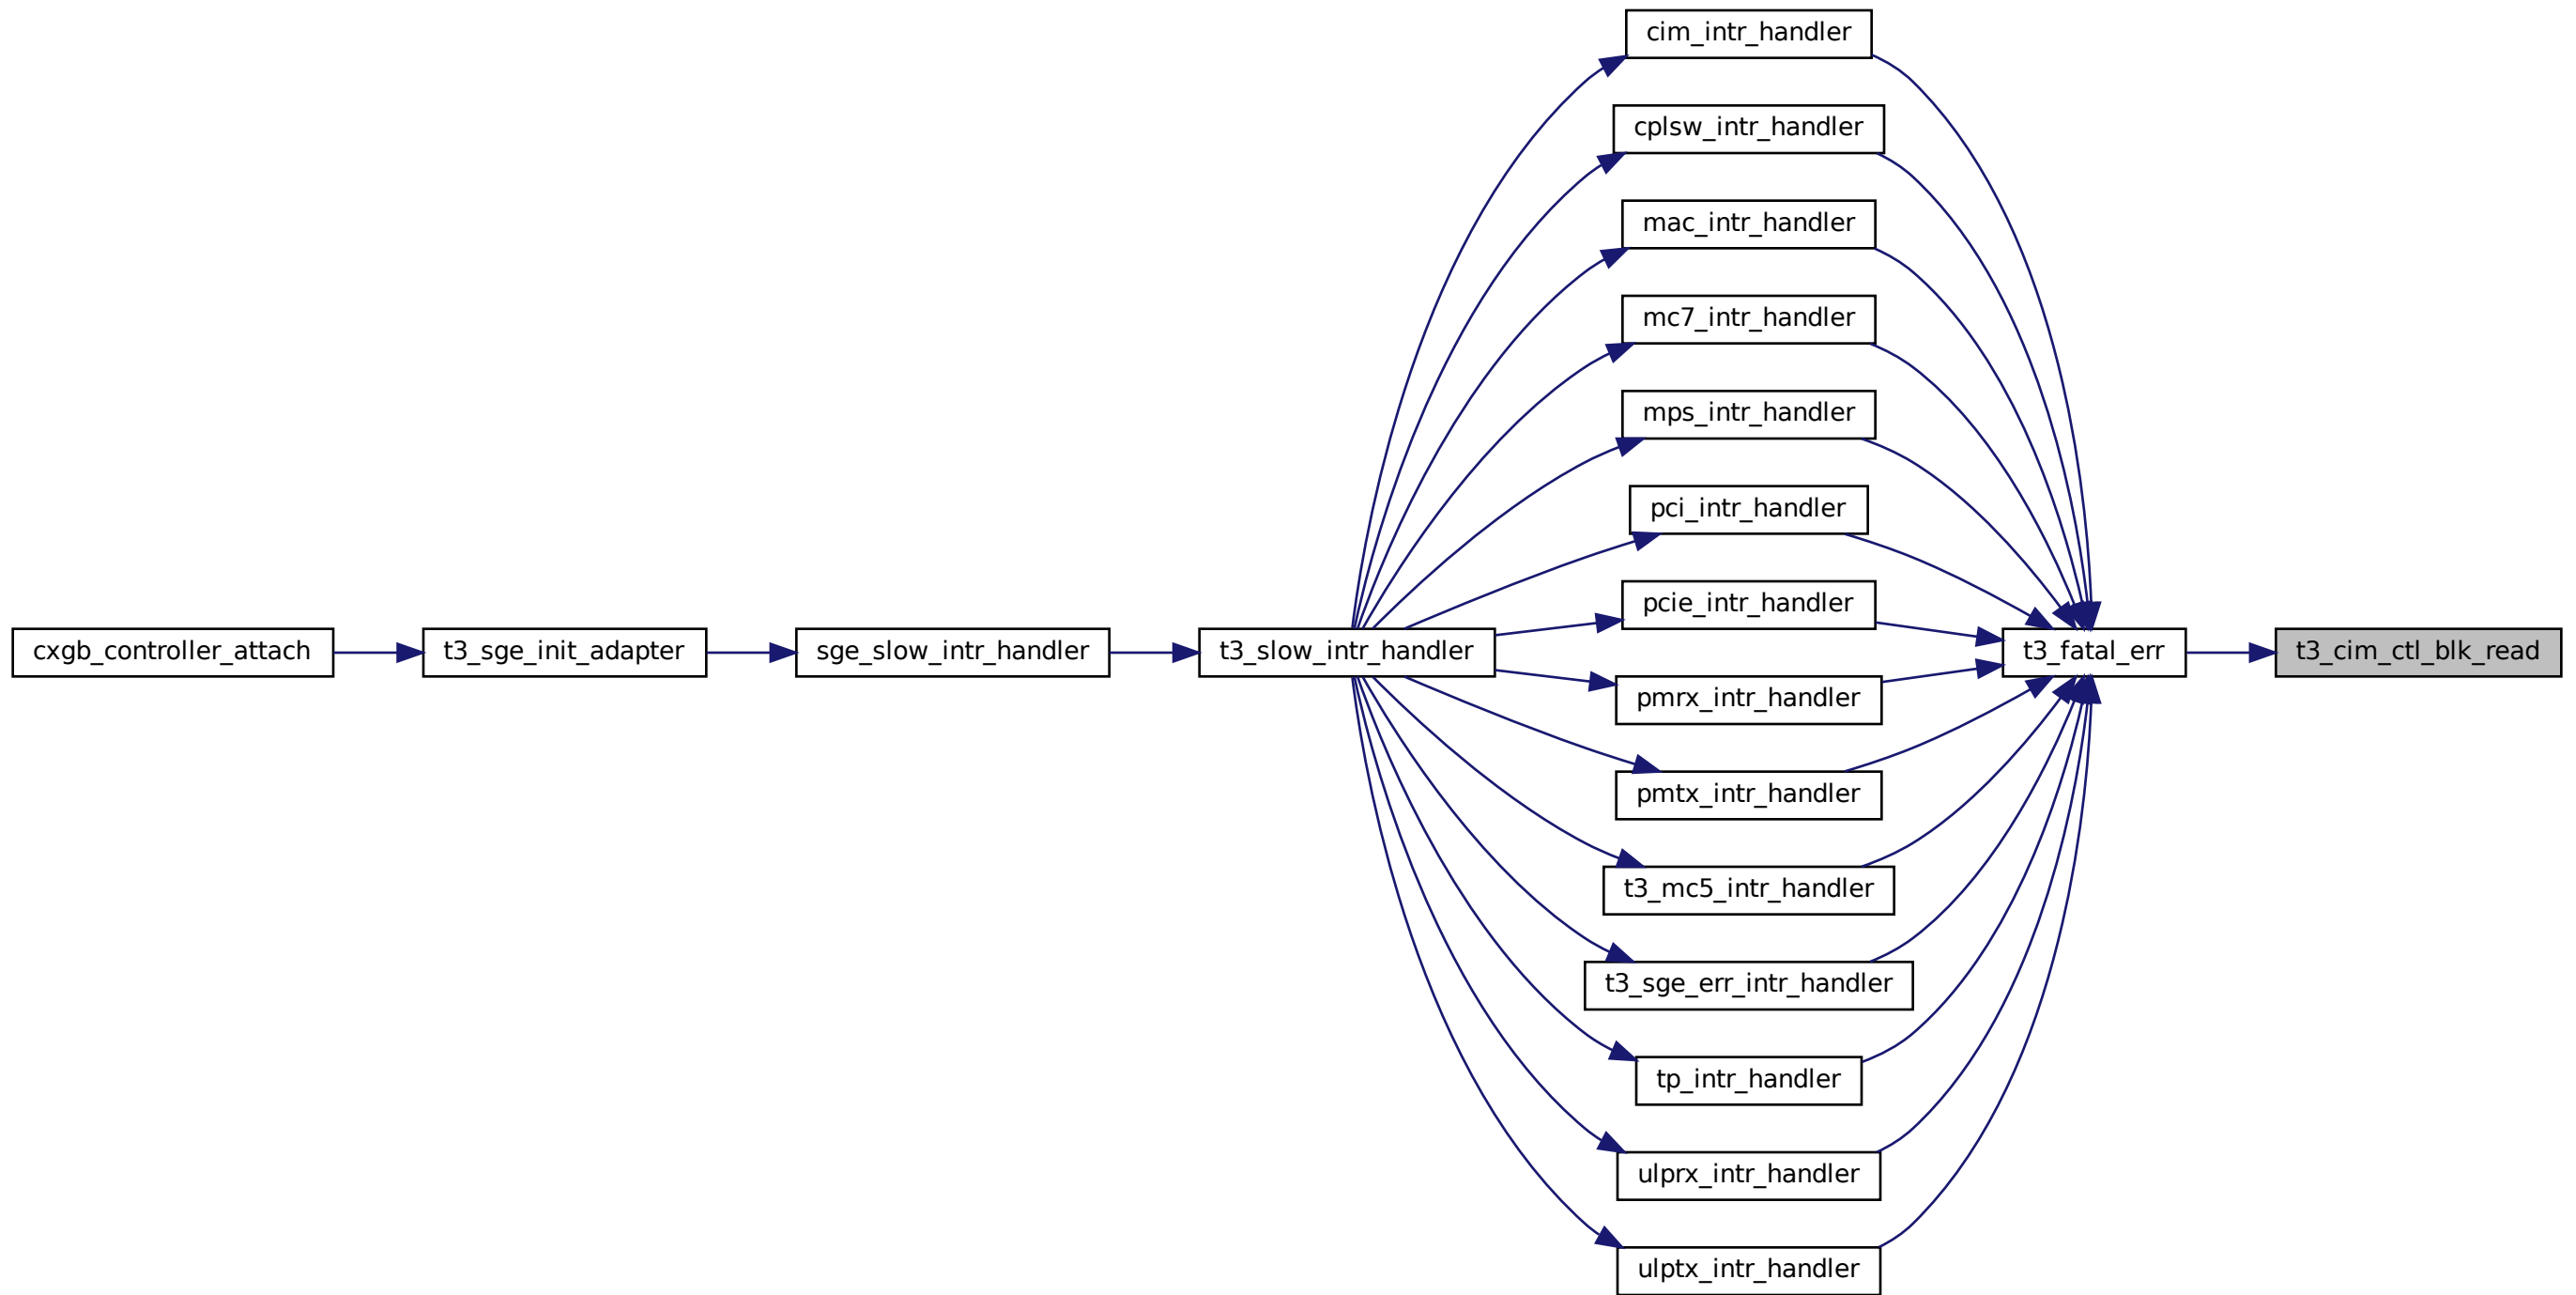 cim_intr_handler
cplsw_intr_handler
mac_intr_handler
mc7_intr_handler
mps_intr_handler
pci_intr_handler
pcie_intr_handler
cxgb_controller_attach
t3_sge_init_adapter
sge_slow_intr_handler
t3_slow_intr_handler
t3_fatal_err
t3_cim_ctl_blk_read
pmrx_intr_handler
pmtx_intr_handler
t3_mc5_intr_handler
t3_sge_err_intr_handler
tp_intr_handler
ulprx_intr_handler
ulptx_intr_handler